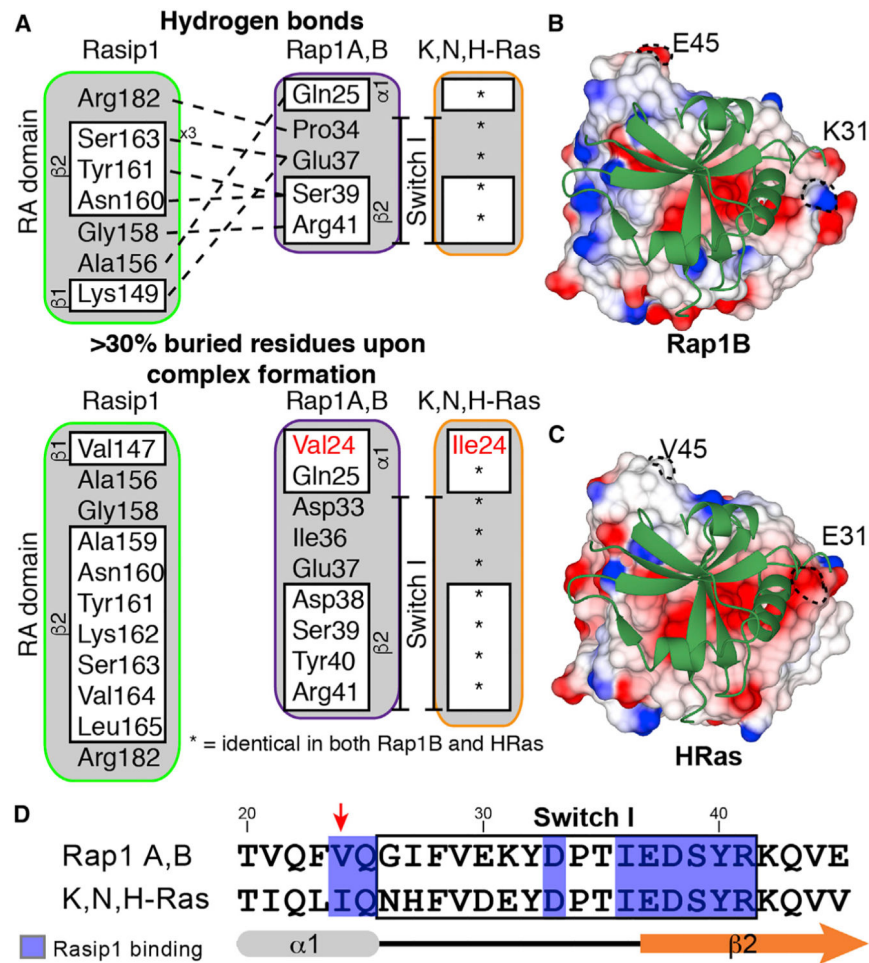 A
Hydrogen bonds
Rasip1 Rap1A,B K,N,H-Ras
RA domain
Arg182
β2
Ser163 x3
Tyr161
Asn160
Gly158
Ala156
β1
Lys149
Gln25 α1
Pro34
Glu37
Ser39
Arg41
β2
Switch I
*
*
*
*
*
>30% buried residues upon
complex formation
Rasip1 Rap1A,B K,N,H-Ras
RA domain
β1
Val147
Ala156
Gly158
β2
Ala159
Asn160
Tyr161
Lys162
Ser163
Val164
Leu165
Arg182
Val24
Gln25
α1
Asp33
Ile36
Glu37
Asp38
Ser39
Tyr40
Arg41
β2
Switch I
Ile24
*
*
*
*
*
*
*
*
* = identical in both Rap1B and HRas
B
E45
K31
Rap1B
C
V45
E31
HRas
D
20 30 Switch I 40
Rap1 A,B TVQFVQGIFVEKYDPTIEDSYRKQVE
K,N,H-Ras TIQLIQNHFVDEYDPTIEDSYRKQVV
Rasip1 binding α1 β2